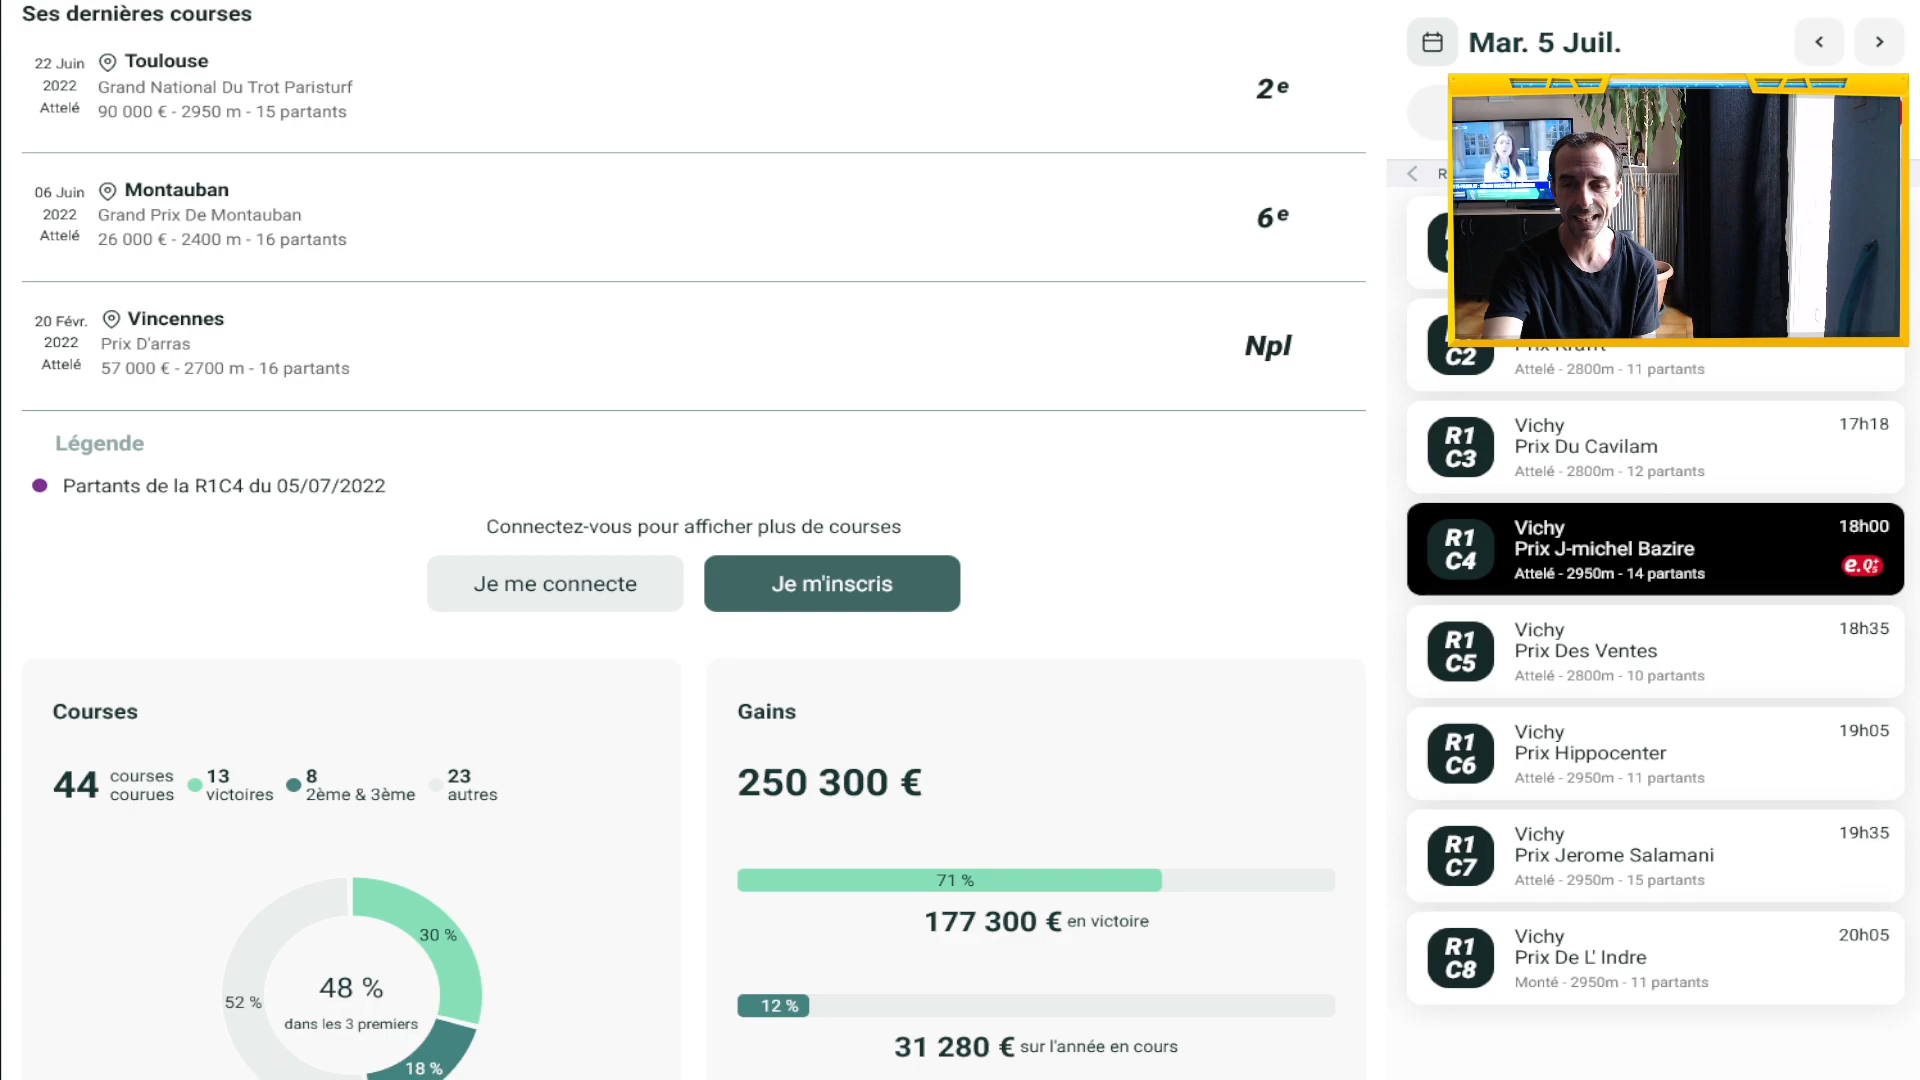 Ses dernières courses
22 Juin
2022
Attelé
Toulouse
Grand National Du Trot Paristurf
90 000 € - 2950 m - 15 partants
2e
06 Juin
2022
Attelé
Montauban
Grand Prix De Montauban
26 000 € - 2400 m - 16 partants
6e
20 Févr.
2022
Attelé
Vincennes
Prix D'arras
57 000 € - 2700 m - 16 partants
Npl
Légende
Partants de la R1C4 du 05/07/2022
Connectez-vous pour afficher plus de courses
Je me connecte
Je m'inscris
Courses
44 courses courues
13 victoires
8 2ème & 3ème
23 autres
30 %
48 %
dans les 3 premiers
52 %
18 %
Gains
250 300 €
71 %
177 300 € en victoire
12 %
31 280 € sur l'année en cours
Mar. 5 Juil.
C2
Attelé - 2800m - 11 partants
R1
C3
Vichy
17h18
Prix Du Cavilam
Attelé - 2800m - 12 partants
R1
C4
Vichy
18h00
Prix J-michel Bazire
Attelé - 2950m - 14 partants
e.Q+5
R1
C5
Vichy
18h35
Prix Des Ventes
Attelé - 2800m - 10 partants
R1
C6
Vichy
19h05
Prix Hippocenter
Attelé - 2950m - 11 partants
R1
C7
Vichy
19h35
Prix Jerome Salamani
Attelé - 2950m - 15 partants
R1
C8
Vichy
20h05
Prix De L' Indre
Monté - 2950m - 11 partants